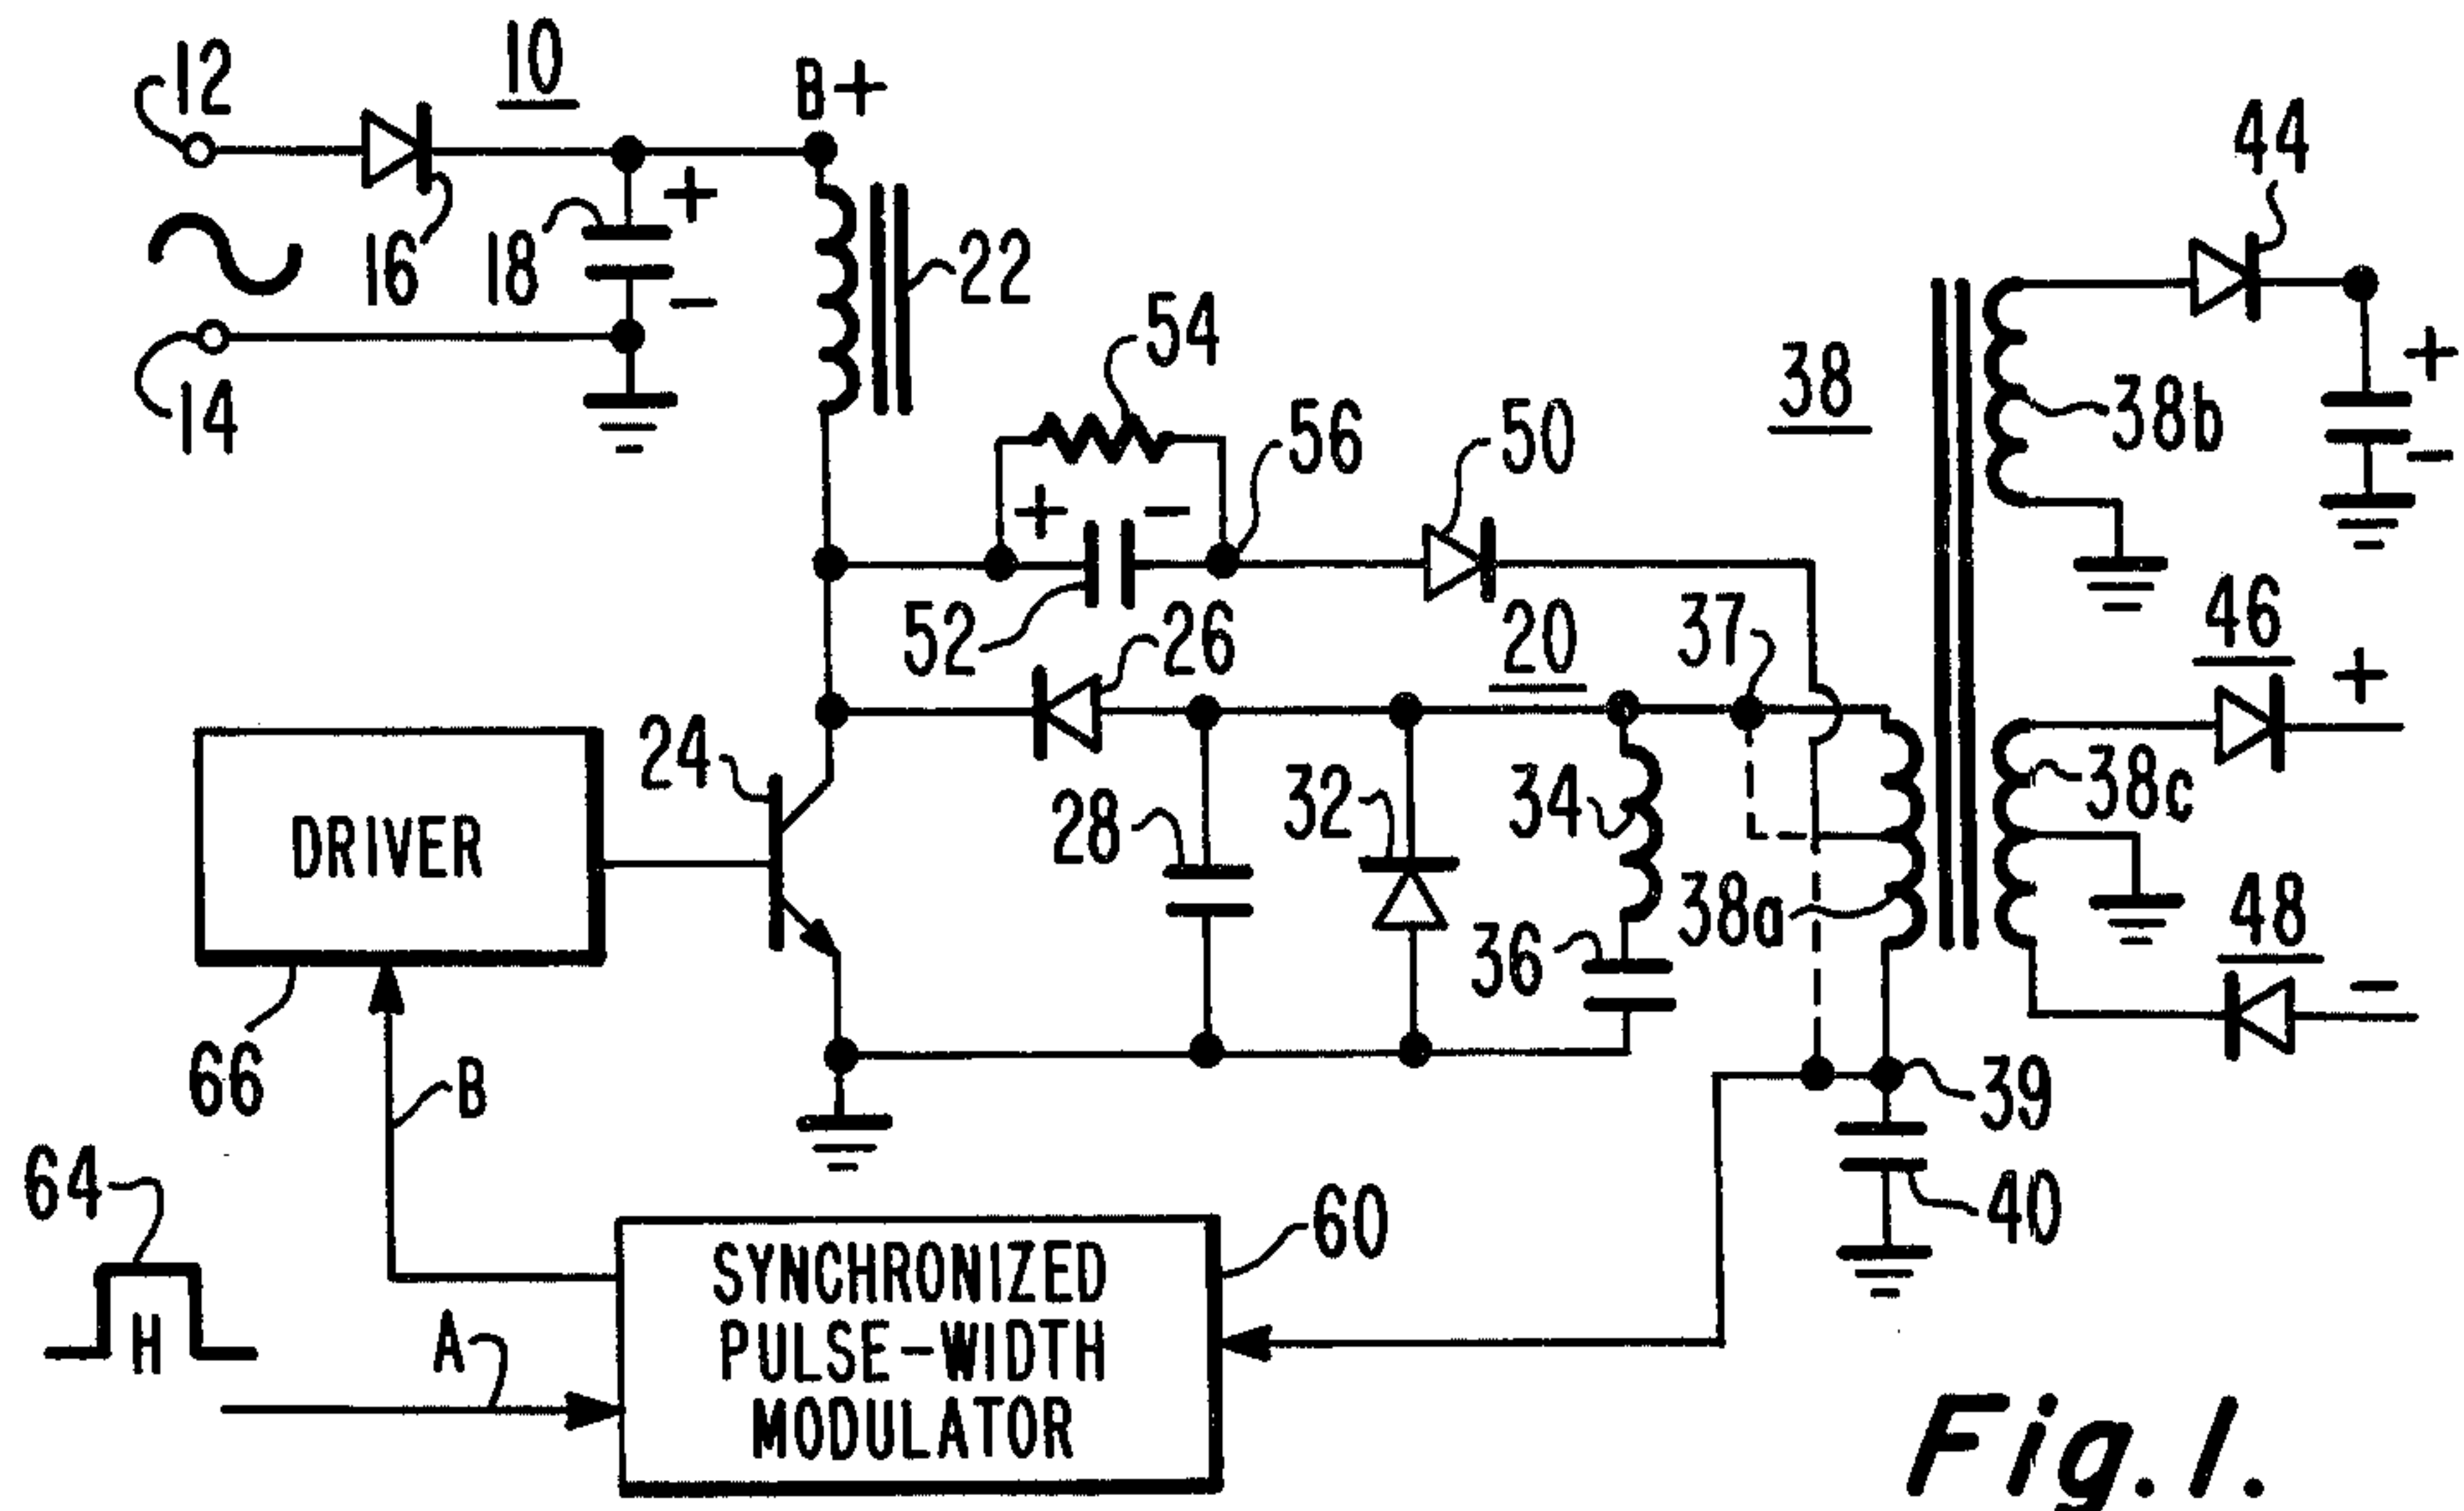 12
10
B+
44
16
18
+
-
22
54
14
38
38b
+
-
56
50
+
-
52
26
20
37
46
+
24
DRIVER
28
32
34
38a
38c
36
48
-
66
B
39
64
40
60
H
A
SYNCHRONIZED
PULSE-WIDTH
MODULATOR
Fig. 1.